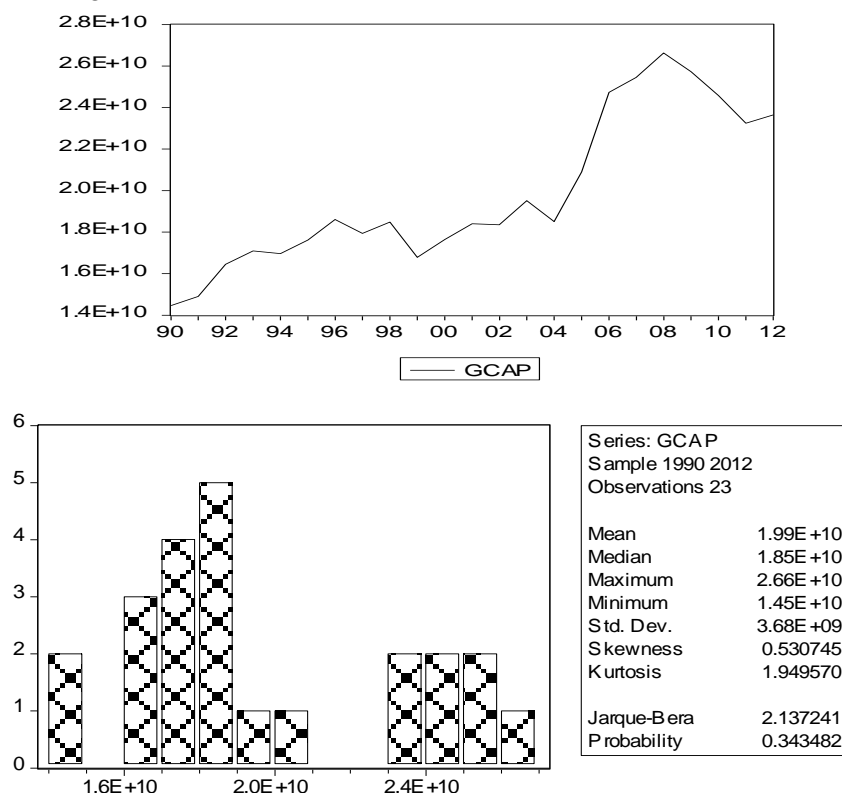 2.8E+10
2.6E+10
2.4E+10
2.2E+10
2.0E+10
1.8E+10
1.6E+10
1.4E+10
90 92 94 96 98 00 02 04 06 08 10 12
GCAP
6
5
4
3
2
1
0
1.6E+10 2.0E+10 2.4E+10
Series: GCAP
Sample 1990 2012
Observations 23
Mean 1.99E+10
Median 1.85E+10
Maximum 2.66E+10
Minimum 1.45E+10
Std. Dev. 3.68E+09
Skewness 0.530745
Kurtosis 1.949570
Jarque-Bera 2.137241
Probability 0.343482